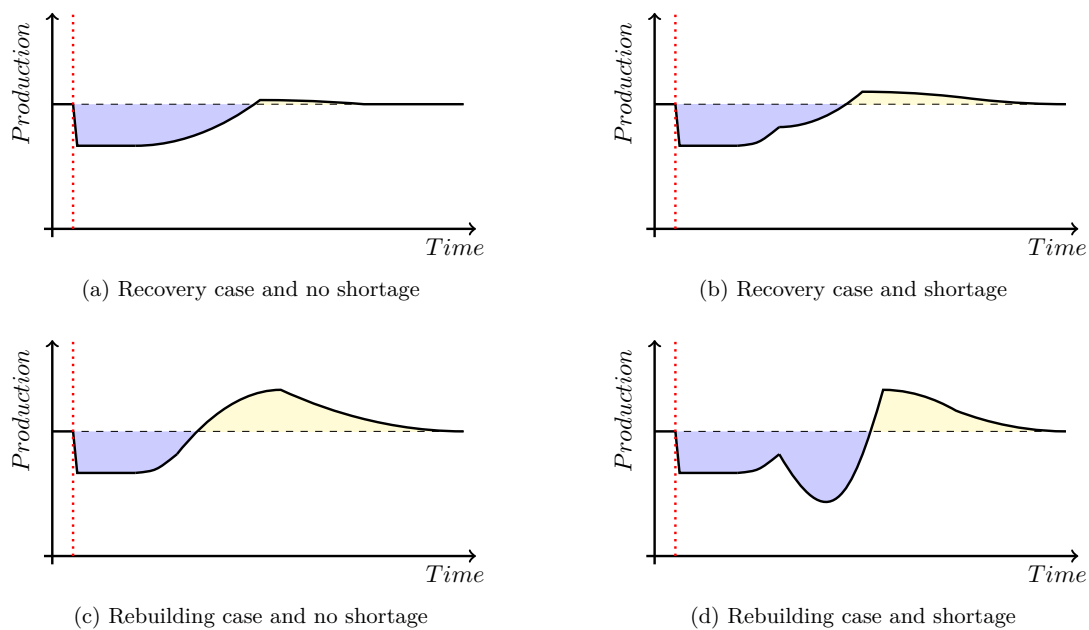 Production
Time
(a) Recovery case and no shortage
Production
Time
(b) Recovery case and shortage
Production
Time
(c) Rebuilding case and no shortage
Production
Time
(d) Rebuilding case and shortage